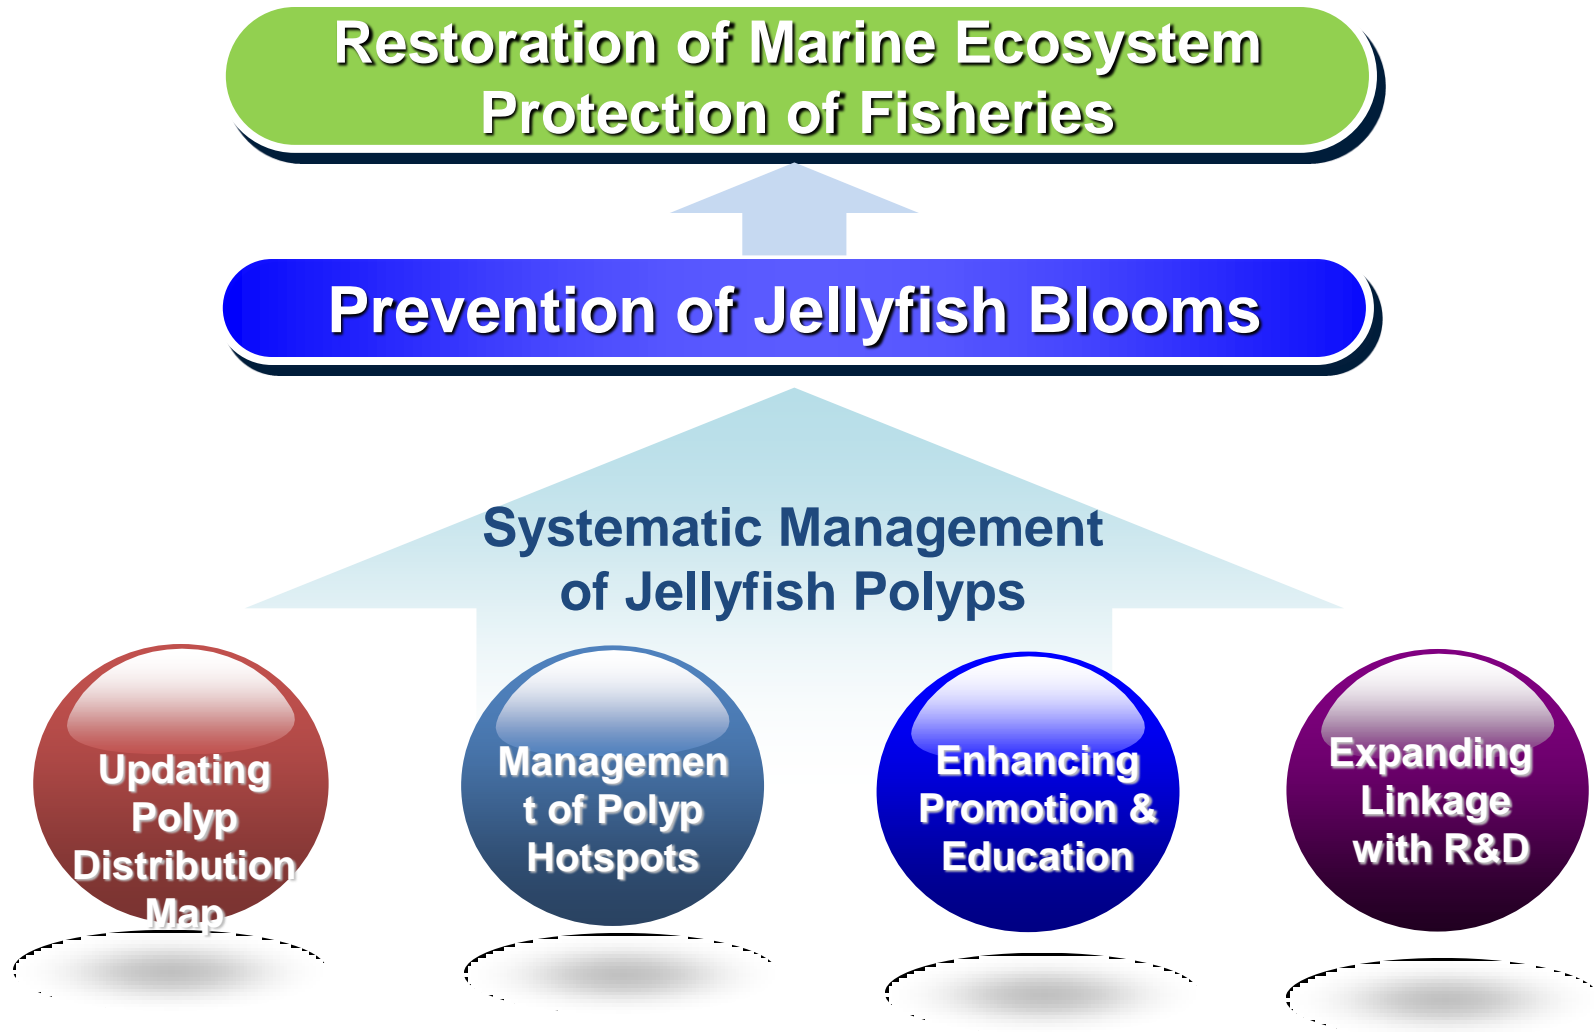 Restoration of Marine Ecosystem
Protection of Fisheries
Prevention of Jellyfish Blooms
Systematic Management
of Jellyfish Polyps
Updating
Polyp
Distribution
Map
Managemen
t of Polyp
Hotspots
Enhancing
Promotion &
Education
Expanding
Linkage
with R&D